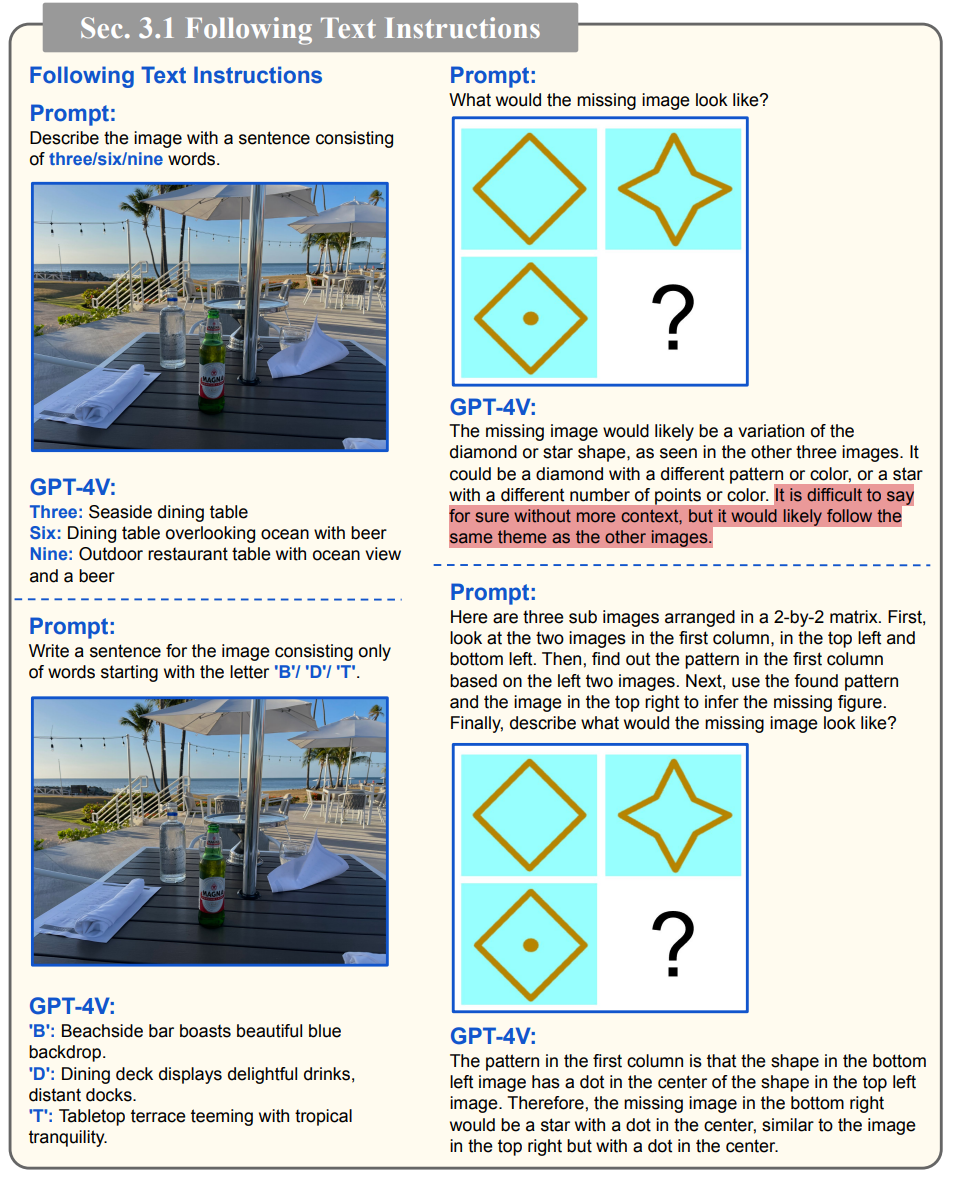 Sec. 3.1 Following Text Instructions
Following Text Instructions
Prompt:
Describe the image with a sentence consisting
of three/six/nine words.
MAGNA
GPT-4V:
Three: Seaside dining table
Six: Dining table overlooking ocean with beer
Nine: Outdoor restaurant table with ocean view
and a beer
Prompt:
Write a sentence for the image consisting only
of words starting with the letter 'B'/ 'D'/ 'T'.
MAGNA
GPT-4V:
'B': Beachside bar boasts beautiful blue
backdrop.
'D': Dining deck displays delightful drinks,
distant docks.
'T': Tabletop terrace teeming with tropical
tranquility.
Prompt:
What would the missing image look like?
?
GPT-4V:
The missing image would likely be a variation of the
diamond or star shape, as seen in the other three images. It
could be a diamond with a different pattern or color, or a star
with a different number of points or color. It is difficult to say
for sure without more context, but it would likely follow the
same theme as the other images.
Prompt:
Here are three sub images arranged in a 2-by-2 matrix. First,
look at the two images in the first column, in the top left and
bottom left. Then, find out the pattern in the first column
based on the left two images. Next, use the found pattern
and the image in the top right to infer the missing figure.
Finally, describe what would the missing image look like?
?
GPT-4V:
The pattern in the first column is that the shape in the bottom
left image has a dot in the center of the shape in the top left
image. Therefore, the missing image in the bottom right
would be a star with a dot in the center, similar to the image
in the top right but with a dot in the center.